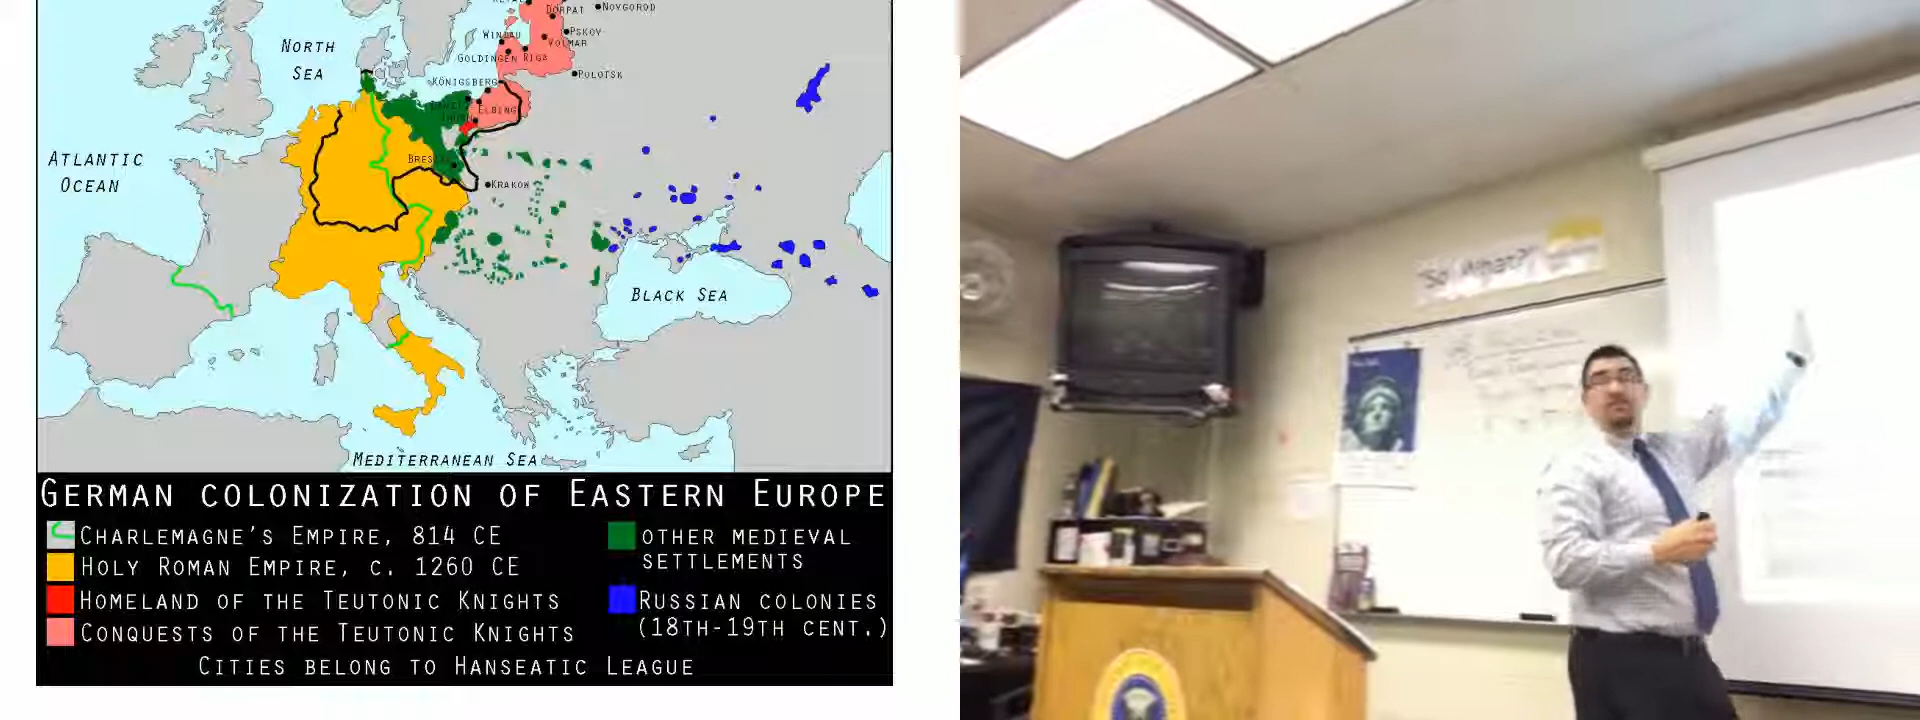 Novgorod
Dorpat
Pskov
Windau
Volmar
Goldingen Riga
Polotsk
North
Sea
Königsberg
Elbing
Thorn
Atlantic
Ocean
Krakow
Black Sea
Mediterranean Sea
German colonization of Eastern Europe
Charlemagne's Empire, 814 CE
Holy Roman Empire, c. 1260 CE
Homeland of the Teutonic Knights
Conquests of the Teutonic Knights
other medieval
settlements
Russian colonies
(18th-19th cent.)
Cities belong to Hanseatic League
"So What?"